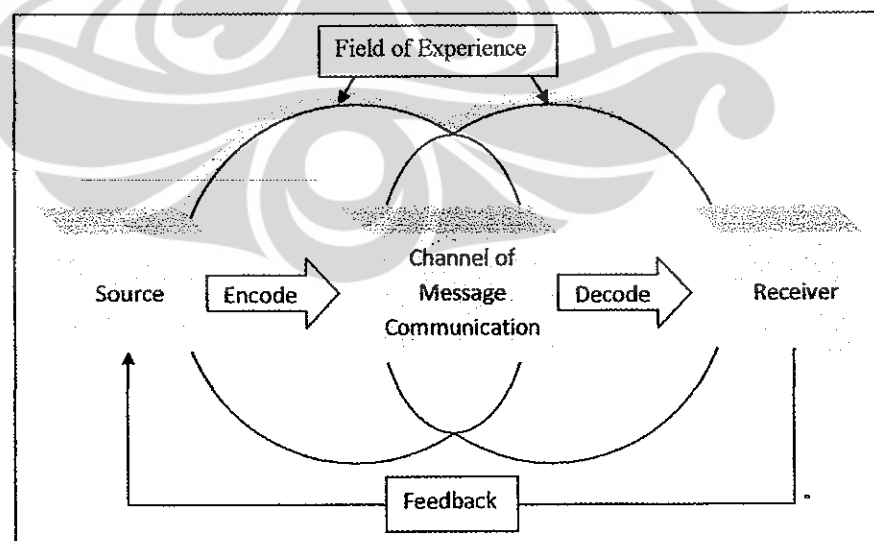 Field of Experience
Source
Encode
Channel of
Message
Communication
Decode
Receiver
Feedback